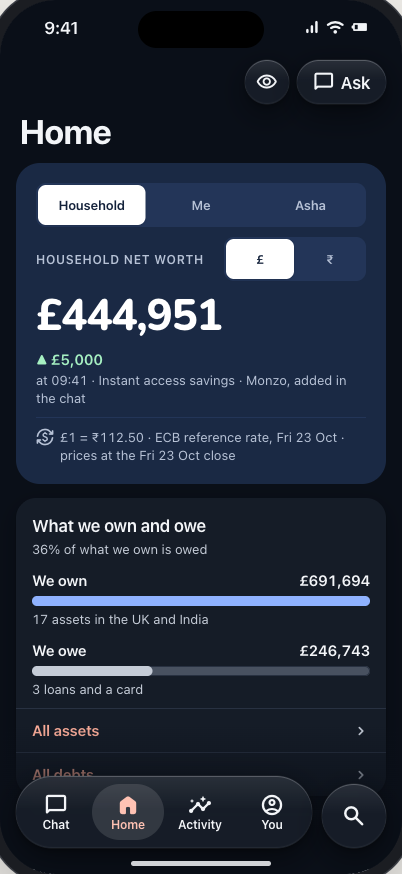 9:41
Ask
Home
Household
Me
Asha
HOUSEHOLD NET WORTH
£
₹
£444,951
▲ £5,000
at 09:41 · Instant access savings · Monzo, added in
the chat
£1 = ₹112.50 · ECB reference rate, Fri 23 Oct ·
prices at the Fri 23 Oct close
What we own and owe
36% of what we own is owed
We own
£691,694
17 assets in the UK and India
We owe
£246,743
3 loans and a card
All assets
All debts
Chat
Home
Activity
You